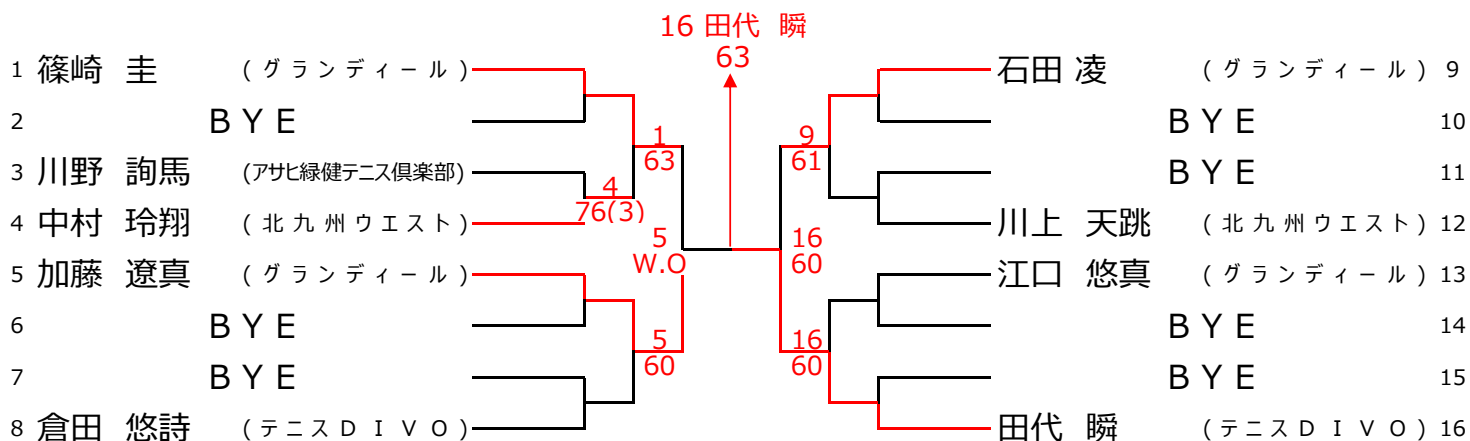 16 田代 瞬
63
1 篠崎 圭 (グランディール)
2 BYE
3 川野 詢馬 (アサヒ緑健テニス倶楽部)
4 中村 玲翔 (北九州ウエスト)
5 加藤 遼真 (グランディール)
6 BYE
7 BYE
8 倉田 悠詩 (テニスDIVO)
4
76(3)
1
63
5
60
5
W.O
石田 凌 (グランディール) 9
BYE 10
BYE 11
川上 天跳 (北九州ウエスト) 12
江口 悠真 (グランディール) 13
BYE 14
BYE 15
田代 瞬 (テニスDIVO) 16
9
61
16
60
16
60